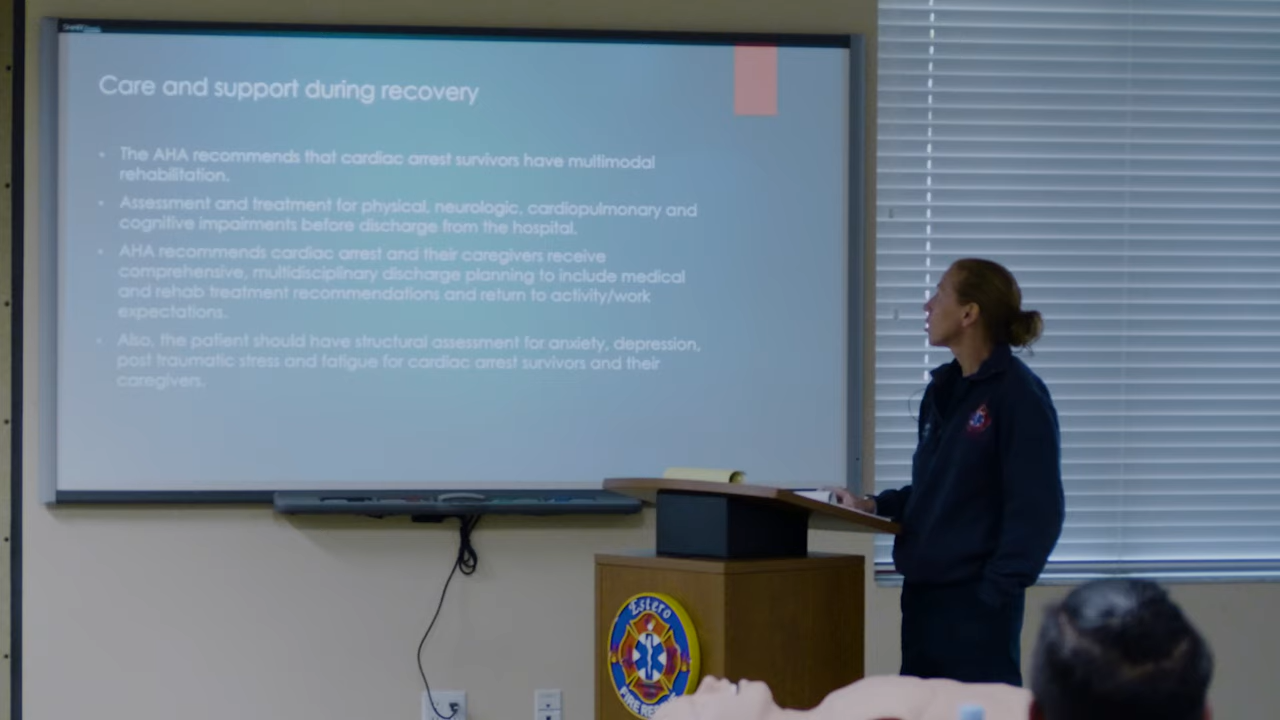 Care and support during recovery
• The AHA recommends that cardiac arrest survivors have multimodal
rehabilitation.
• Assessment and treatment for physical, neurologic, cardiopulmonary and
cognitive impairments before discharge from the hospital.
• AHA recommends cardiac arrest and their caregivers receive
comprehensive, multidisciplinary discharge planning to include medical
and rehab treatment recommendations and return to activity/work
expectations.
• Also, the patient should have structural assessment for anxiety, depression,
post traumatic stress and fatigue for cardiac arrest survivors and their
caregivers.
Estero
FIRE